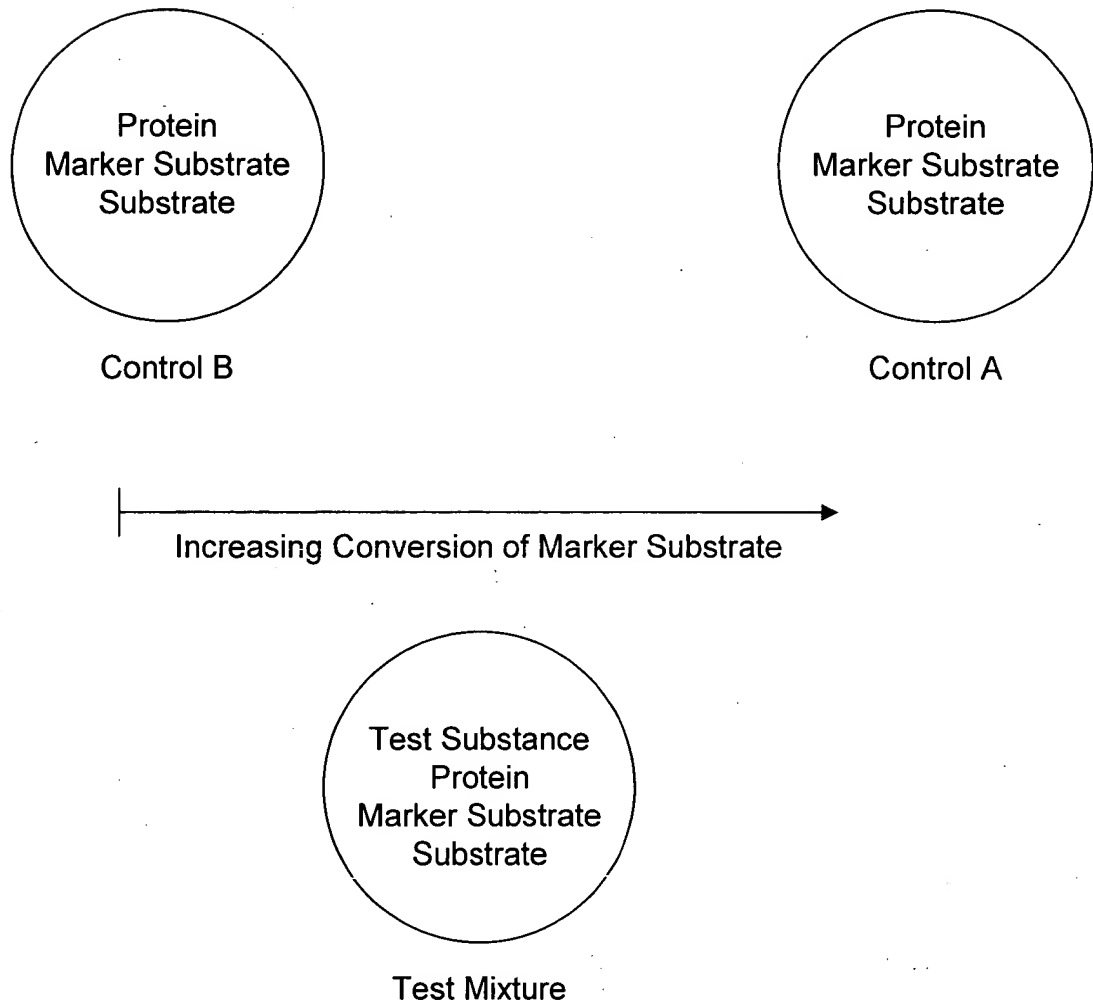 Protein
Marker Substrate
Substrate
Control B
Protein
Marker Substrate
Substrate
Control A
Increasing Conversion of Marker Substrate
Test Substance
Protein
Marker Substrate
Substrate
Test Mixture